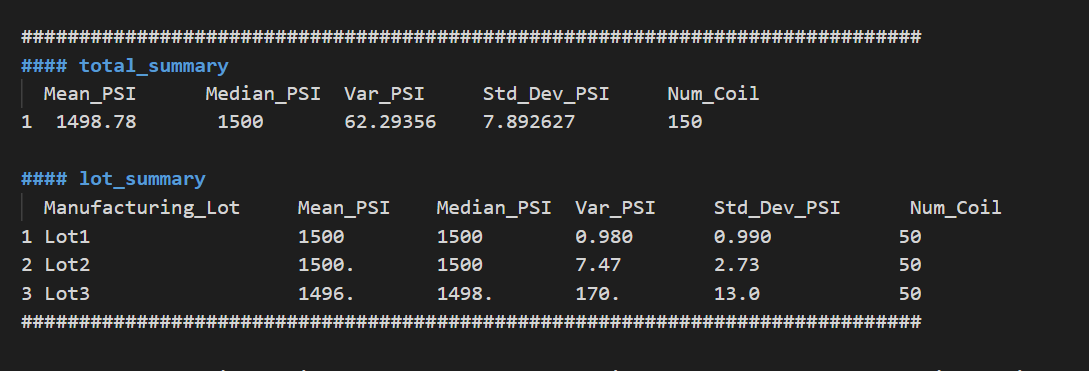 ##############################################################################
#### total_summary
Mean_PSI Median_PSI Var_PSI Std_Dev_PSI Num_Coil
1 1498.78 1500 62.29356 7.892627 150
#### lot_summary
Manufacturing_Lot Mean_PSI Median_PSI Var_PSI Std_Dev_PSI Num_Coil
1 Lot1 1500 1500 0.980 0.990 50
2 Lot2 1500. 1500 7.47 2.73 50
3 Lot3 1496. 1498. 170. 13.0 50
##############################################################################